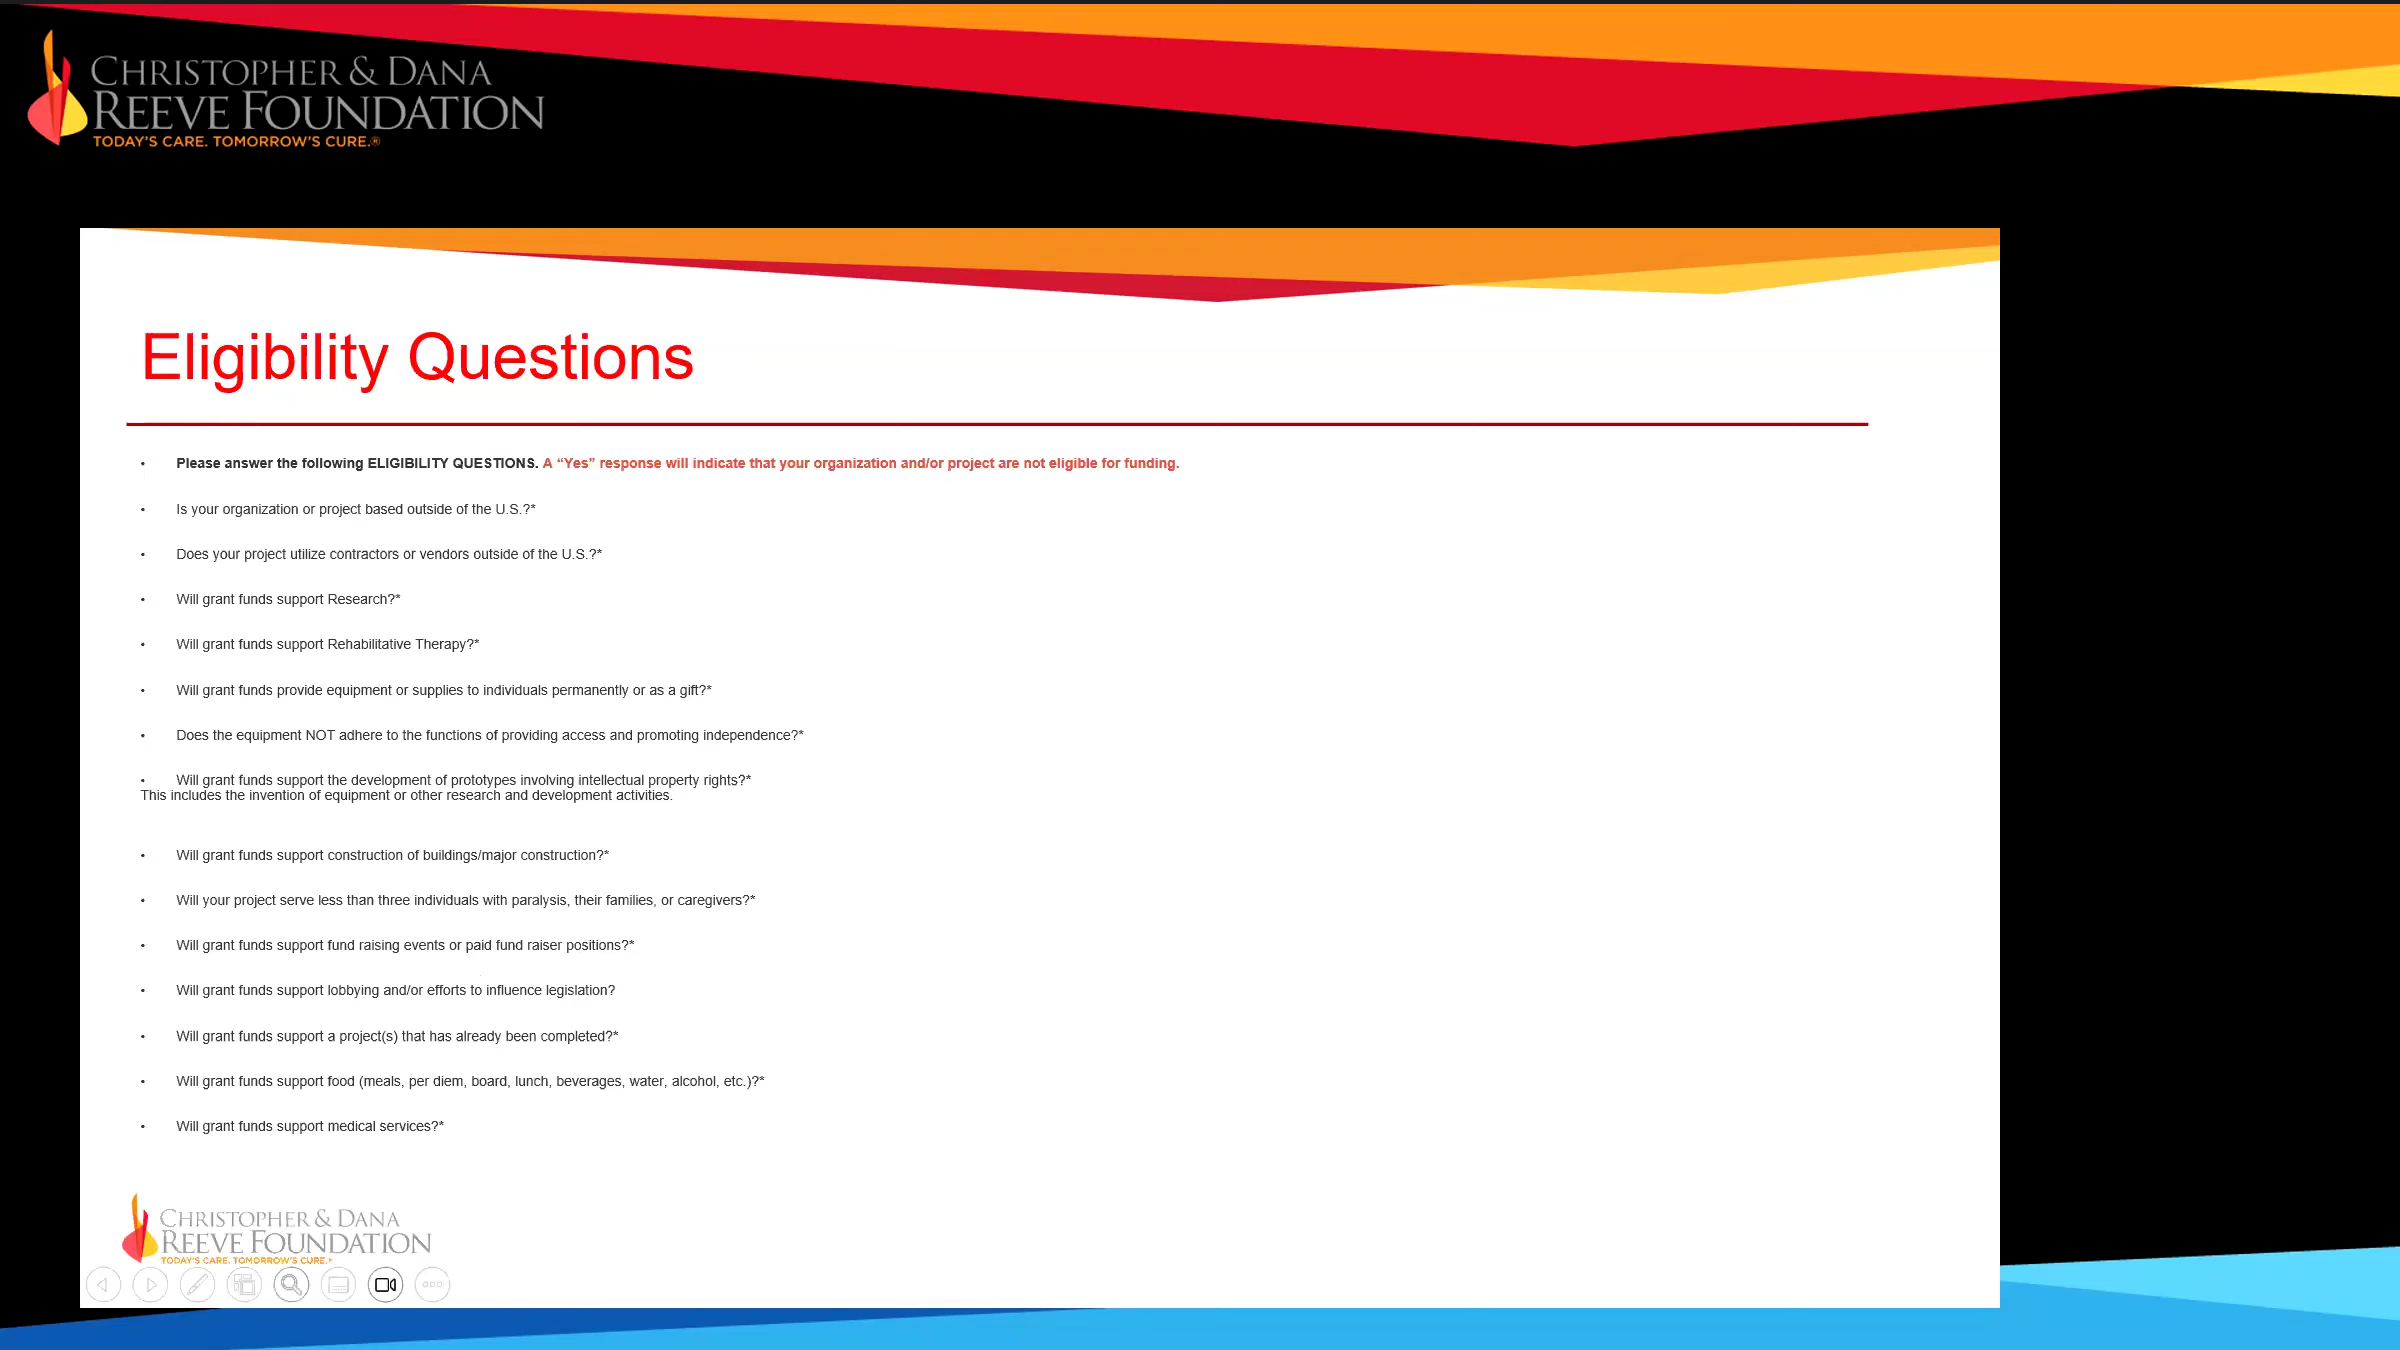 CHRISTOPHER & DANA
REEVE FOUNDATION
TODAY'S CARE. TOMORROW'S CURE.®
Eligibility Questions
• Please answer the following ELIGIBILITY QUESTIONS. A “Yes” response will indicate that your organization and/or project are not eligible for funding.
• Is your organization or project based outside of the U.S.?*
• Does your project utilize contractors or vendors outside of the U.S.?*
• Will grant funds support Research?*
• Will grant funds support Rehabilitative Therapy?*
• Will grant funds provide equipment or supplies to individuals permanently or as a gift?*
• Does the equipment NOT adhere to the functions of providing access and promoting independence?*
• Will grant funds support the development of prototypes involving intellectual property rights?*
This includes the invention of equipment or other research and development activities.
• Will grant funds support construction of buildings/major construction?*
• Will your project serve less than three individuals with paralysis, their families, or caregivers?*
• Will grant funds support fund raising events or paid fund raiser positions?*
• Will grant funds support lobbying and/or efforts to influence legislation?
• Will grant funds support a project(s) that has already been completed?*
• Will grant funds support food (meals, per diem, board, lunch, beverages, water, alcohol, etc.)?*
• Will grant funds support medical services?*
CHRISTOPHER & DANA
REEVE FOUNDATION
TODAY'S CARE. TOMORROW'S CURE.®